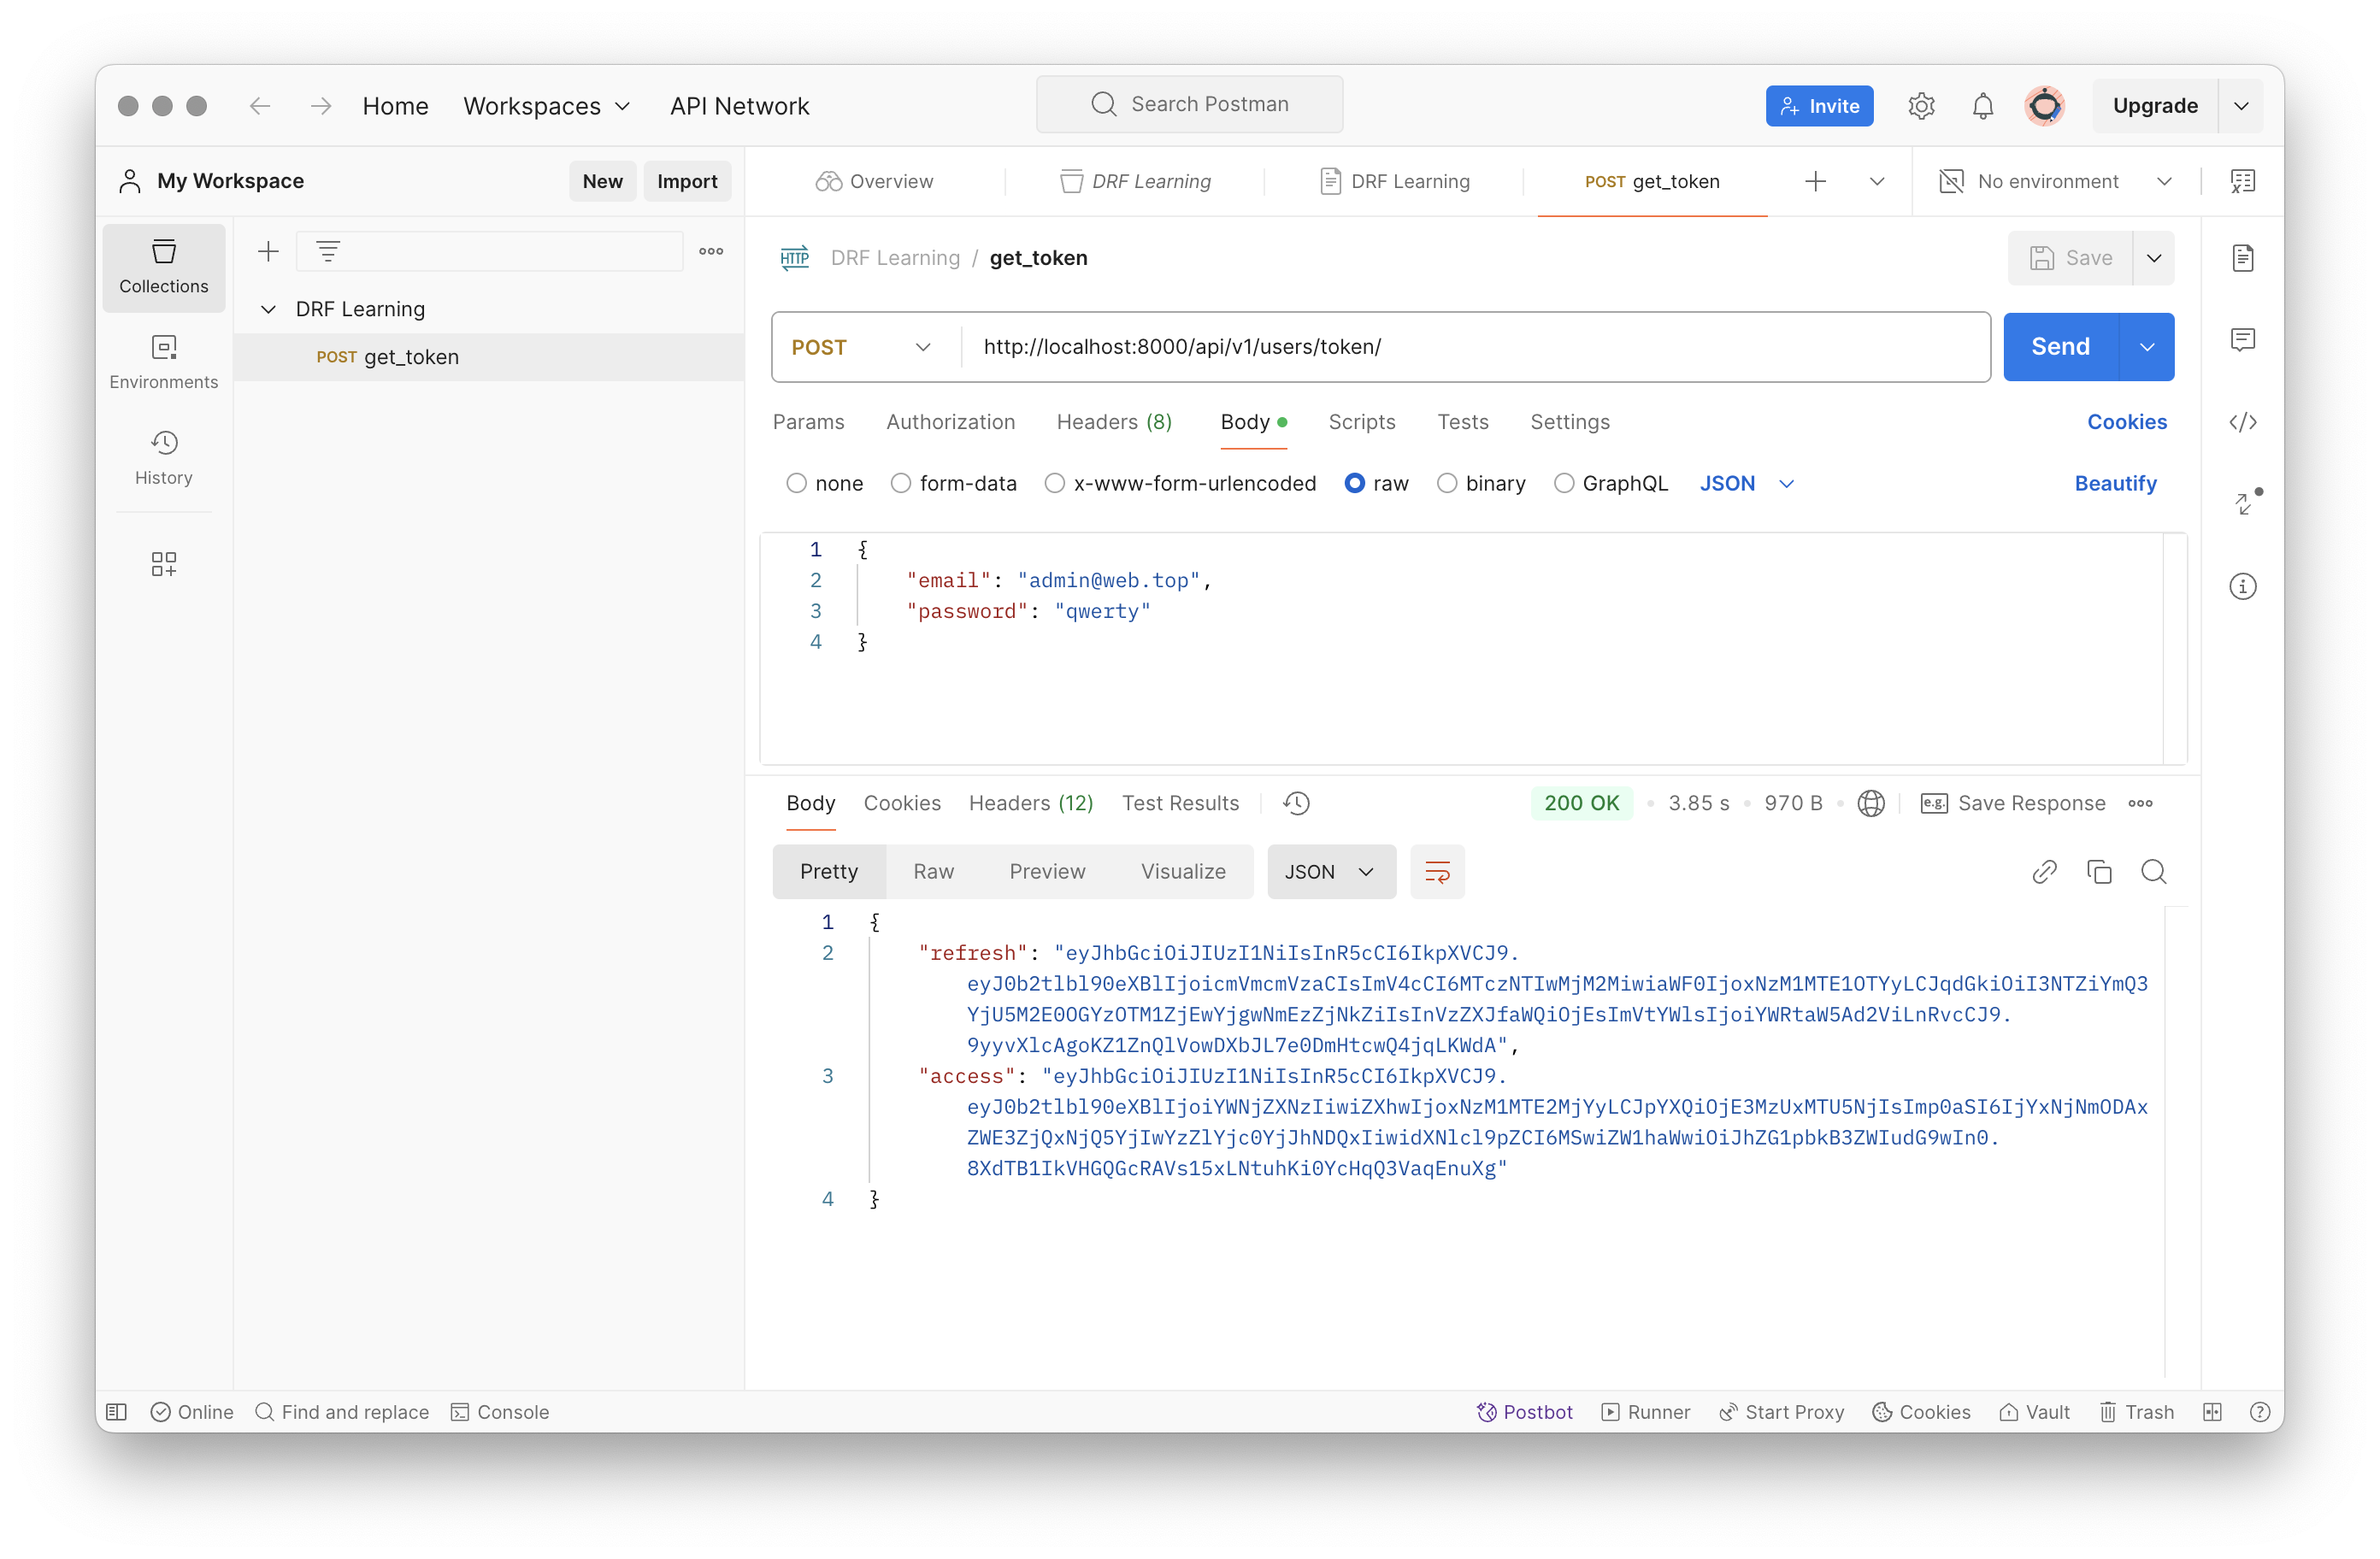 Home Workspaces API Network Search Postman Invite Upgrade
My Workspace New Import Overview DRF Learning DRF Learning POST get_token No environment
Collections
Environments
History
DRF Learning
POST get_token
HTTP DRF Learning / get_token Save
POST http://localhost:8000/api/v1/users/token/ Send
Params Authorization Headers (8) Body Scripts Tests Settings Cookies
none form-data x-www-form-urlencoded raw binary GraphQL JSON Beautify
1 {
2 "email": "admin@web.top",
3 "password": "qwerty"
4 }
Body Cookies Headers (12) Test Results 200 OK 3.85 s 970 B e.g. Save Response
Pretty Raw Preview Visualize JSON
1 {
2 "refresh": "eyJhbGciOiJIUzI1NiIsInR5cCI6IkpXVCJ9.
eyJ0b2tlbl90eXBlIjoicmVmcmVzaCIsImV4cCI6MTczNTIwMjM2MiwiaWF0IjoxNzM1MTE1OTYyLCJqdGkiOiI3NTZiYmQ3
YjU5M2E0OGYzOTM1ZjEwYjgwNmEzZjNkZiIsInVzZXJfaWQiOjEsImVtYWlsIjoiYWRtaW5Ad2ViLnRvcCJ9.
9yyvXlcAgoKZ1ZnQlVowDXbJL7e0DmHtcwQ4jqLKWdA",
3 "access": "eyJhbGciOiJIUzI1NiIsInR5cCI6IkpXVCJ9.
eyJ0b2tlbl90eXBlIjoiYWNjZXNzIiwiZXhwIjoxNzM1MTE2MjYyLCJpYXQiOjE3MzUxMTU5NjIsImp0aSI6IjYxNjNmODAx
ZWE3ZjQxNjQ5YjIwYzZlYjc0YjJhNDQxIiwidXNlcl9pZCI6MSwiZW1haWwiOiJhZG1pbkB3ZWIudG9wIn0.
8XdTB1IkVHGQGcRAVs15xLNtuhKi0YcHqQ3VaqEnuXg"
4 }
Online Find and replace Console Postbot Runner Start Proxy Cookies Vault Trash